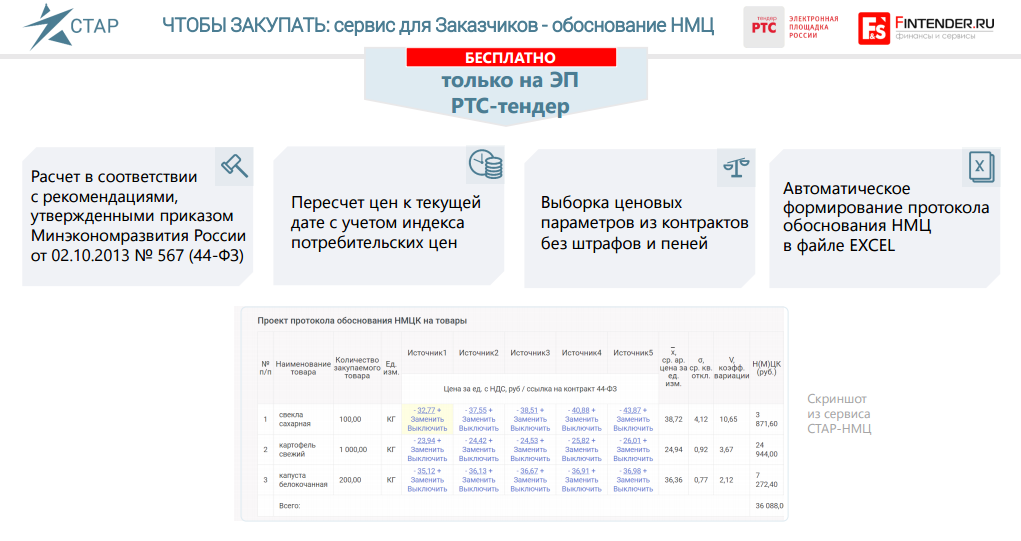 СТАР
ЧТОБЫ ЗАКУПАТЬ: сервис для Заказчиков - обоснование НМЦ
тендер
РТС
ЭЛЕКТРОННАЯ
ПЛОЩАДКА
РОССИИ
F&S
FINTENDER.RU
финансы и сервисы
БЕСПЛАТНО
только на ЭП
РТС-тендер
Расчет в соответствии
с рекомендациями,
утвержденными приказом
Минэкономразвития России
от 02.10.2013 № 567 (44-ФЗ)
Пересчет цен к текущей
дате с учетом индекса
потребительских цен
Выборка ценовых
параметров из контрактов
без штрафов и пеней
X
Автоматическое
формирование протокола
обоснования НМЦ
в файле EXCEL
Проект протокола обоснования НМЦК на товары
№ п/п Наименование товара Количество закупаемого товара Ед. изм. Источник1 Источник2 Источник3 Источник4 Источник5 x̅, ср. ар. цена за ед. изм. σ, ср. кв. откл. V, коэфф. вариации Н(М)ЦК (руб.)
Цена за ед. с НДС, руб / ссылка на контракт 44-ФЗ
1 свекла сахарная 100,00 КГ - 32,77 + Заменить Выключить - 37,55 + Заменить Выключить - 38,51 + Заменить Выключить - 40,88 + Заменить Выключить - 43,87 + Заменить Выключить 38,72 4,12 10,65 3 871,60
2 картофель свежий 1 000,00 КГ - 23,94 + Заменить Выключить - 24,42 + Заменить Выключить - 24,53 + Заменить Выключить - 25,82 + Заменить Выключить - 26,01 + Заменить Выключить 24,94 0,92 3,67 24 944,00
3 капуста белокочанная 200,00 КГ - 35,12 + Заменить Выключить - 36,13 + Заменить Выключить - 36,67 + Заменить Выключить - 36,91 + Заменить Выключить - 36,98 + Заменить Выключить 36,36 0,77 2,12 7 272,40
Всего: 36 088,0
Скриншот
из сервиса
СТАР-НМЦ